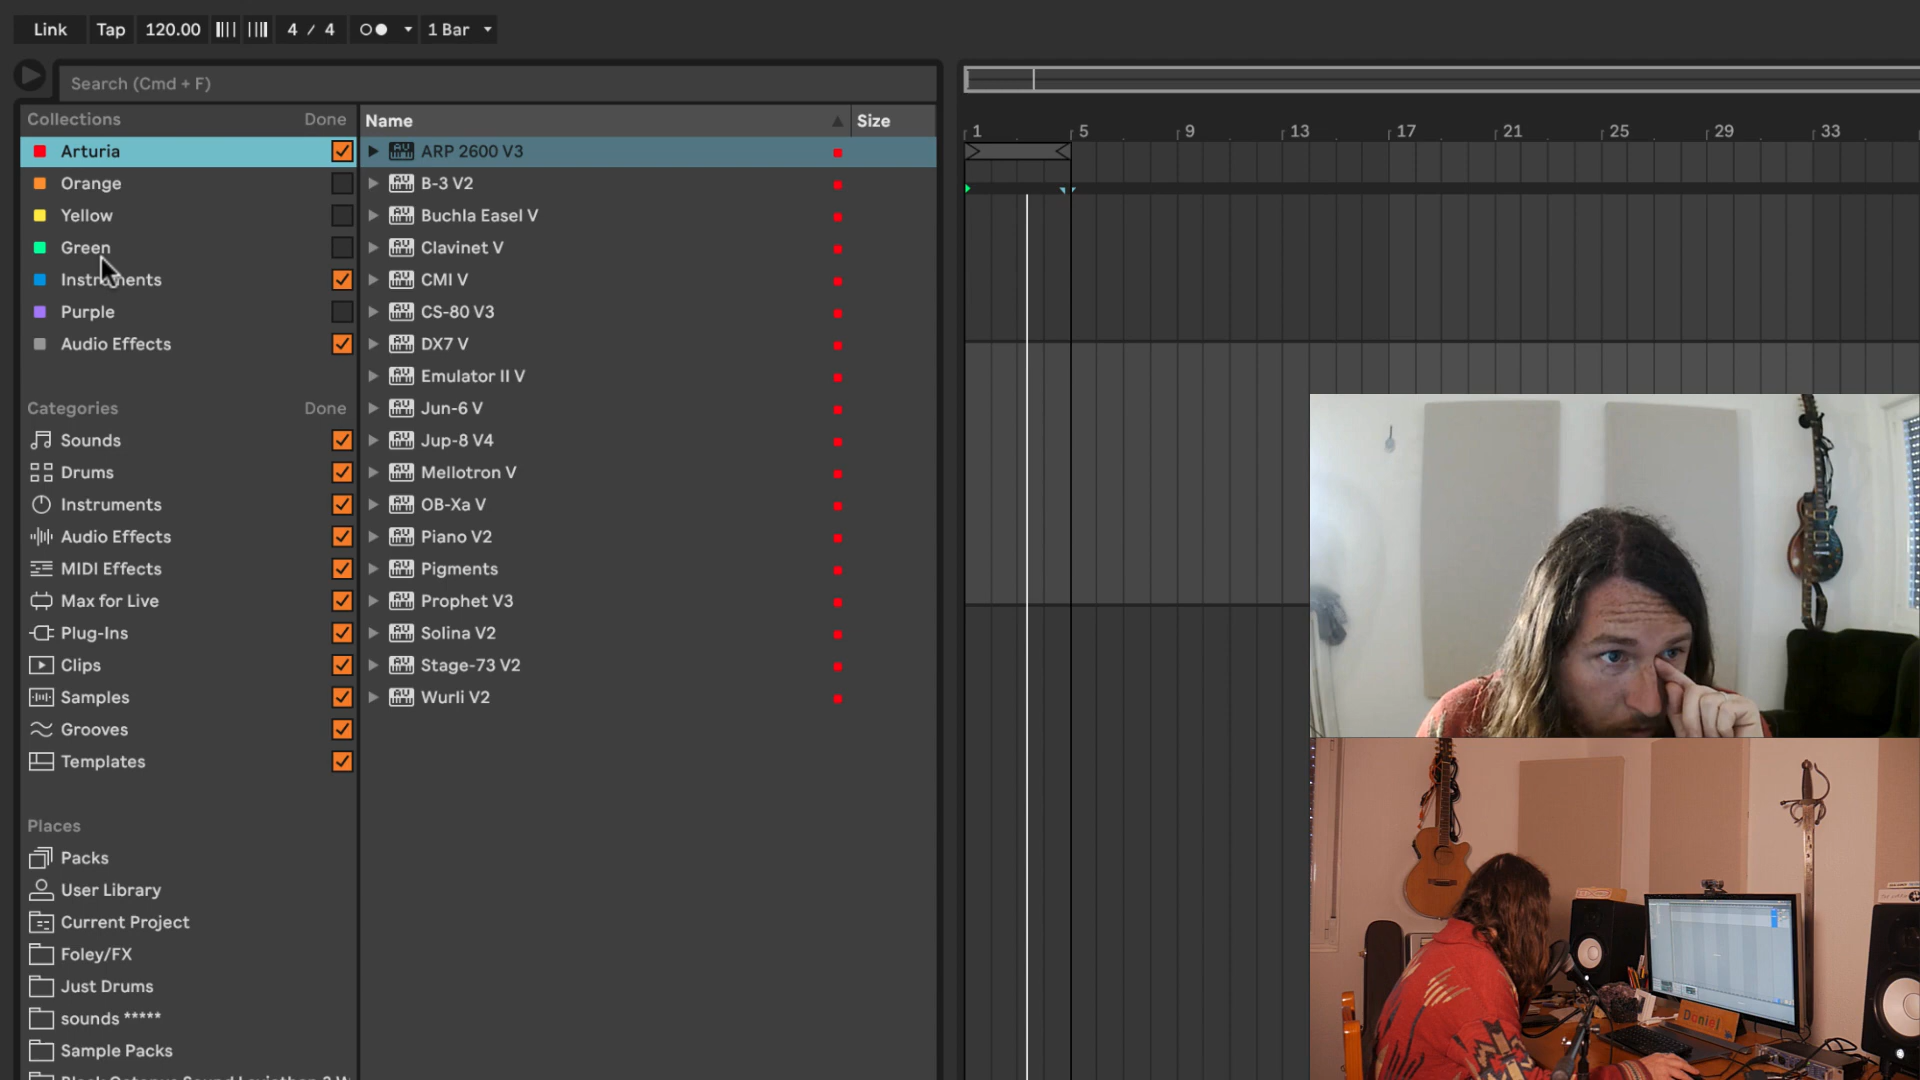 Link Tap 120.00 4 / 4 1 Bar
Search (Cmd + F)
Collections Done
Arturia
Orange
Yellow
Green
Instruments
Purple
Audio Effects
Categories Done
Sounds
Drums
Instruments
Audio Effects
MIDI Effects
Max for Live
Plug-Ins
Clips
Samples
Grooves
Templates
Places
Packs
User Library
Current Project
Foley/FX
Just Drums
sounds *****
Sample Packs
Name Size
ARP 2600 V3
B-3 V2
Buchla Easel V
Clavinet V
CMI V
CS-80 V3
DX7 V
Emulator II V
Jun-6 V
Jup-8 V4
Mellotron V
OB-Xa V
Piano V2
Pigments
Prophet V3
Solina V2
Stage-73 V2
Wurli V2
1 5 9 13 17 21 25 29 33
Daniel